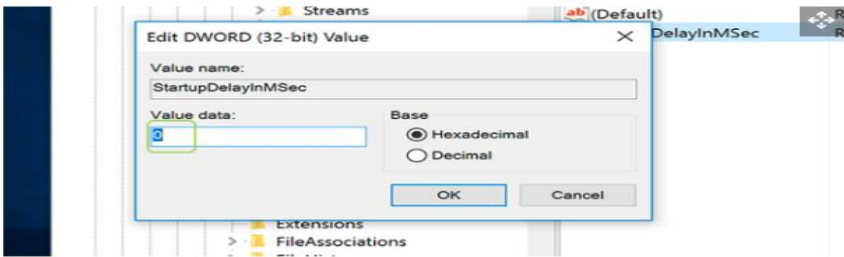 Streams
ab (Default)
Edit DWORD (32-bit) Value
DelayInMSec
Value name:
StartupDelayInMSec
Value data:
Base
0
Hexadecimal
Decimal
OK
Cancel
Extensions
FileAssociations